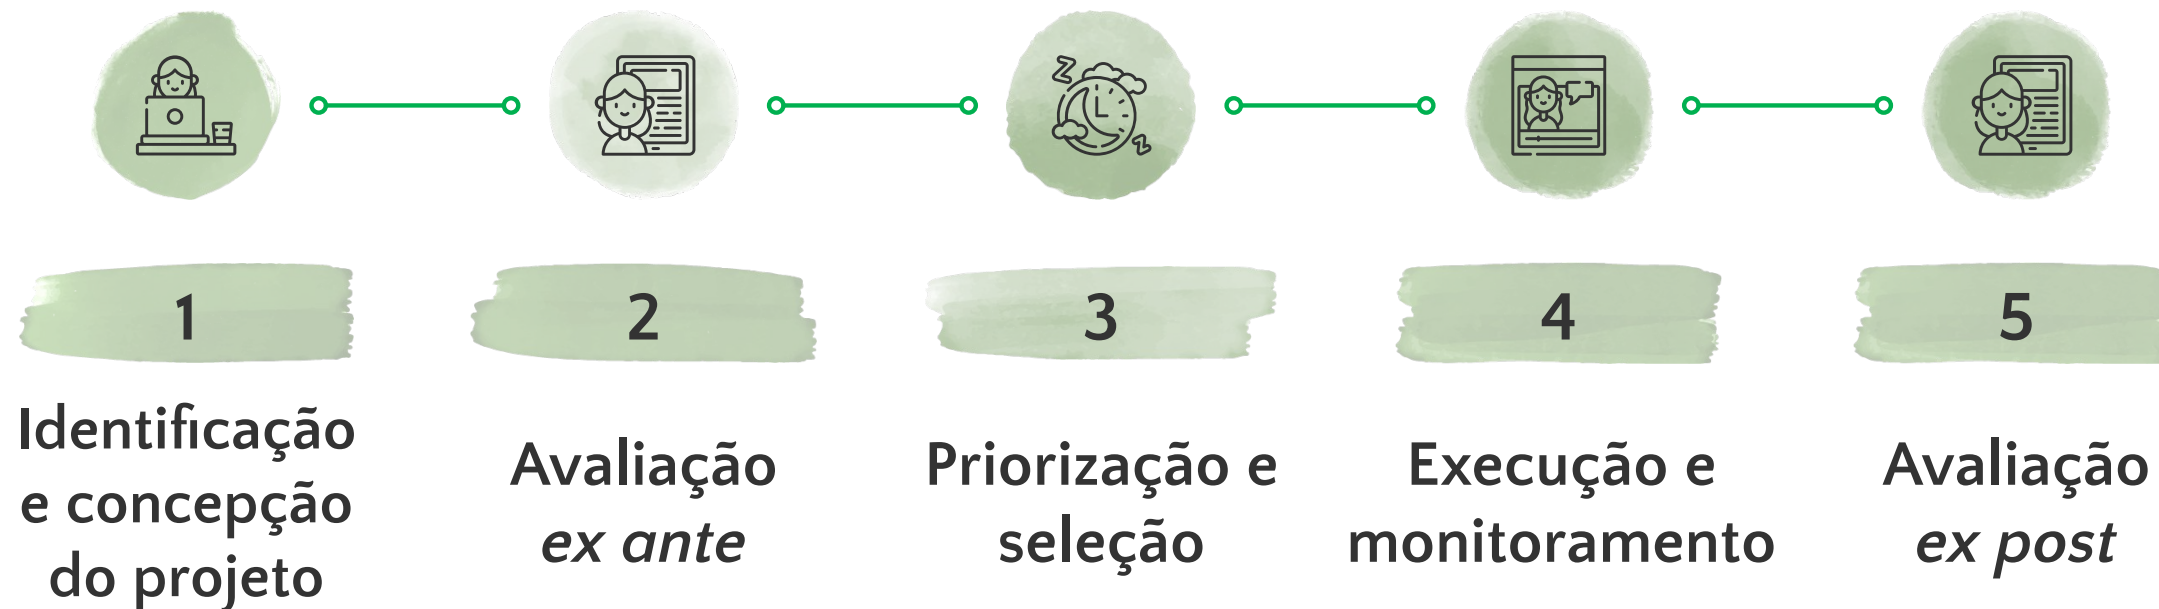 1
Identificação
e concepção
do projeto
2
Avaliação
ex ante
3
Priorização e
seleção
4
Execução e
monitoramento
5
Avaliação
ex post